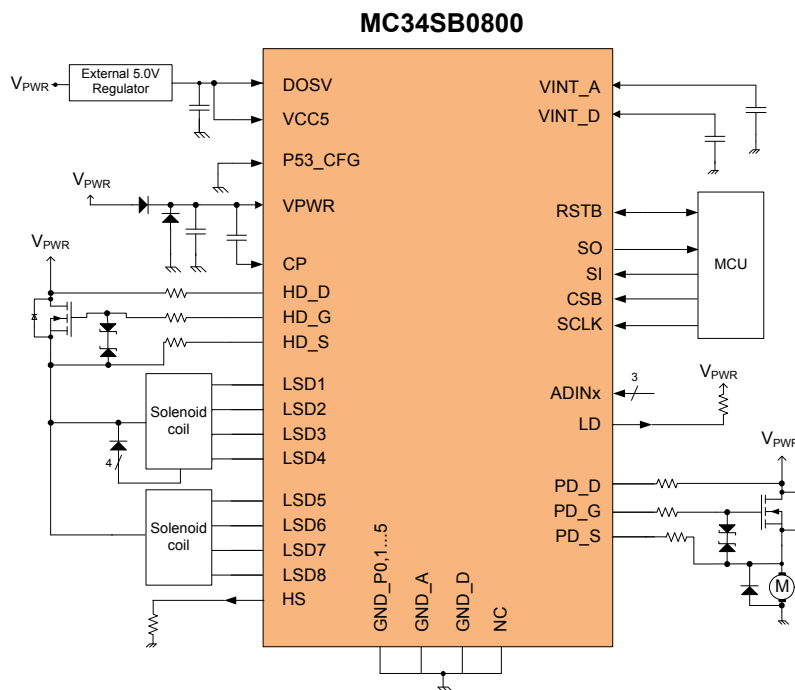 MC34SB0800
External 5.0V
Regulator
VPWR
DOSV
VCC5
P53_CFG
VPWR
VPWR
CP
VPWR
HD_D
HD_G
HD_S
LSD1
LSD2
LSD3
LSD4
Solenoid
coil
4
LSD5
LSD6
LSD7
LSD8
Solenoid
coil
HS
GND_P0,1...5
GND_A
GND_D
NC
VINT_A
VINT_D
RSTB
SO
SI
CSB
SCLK
MCU
ADINx
3
LD
VPWR
VPWR
PD_D
PD_G
PD_S
M